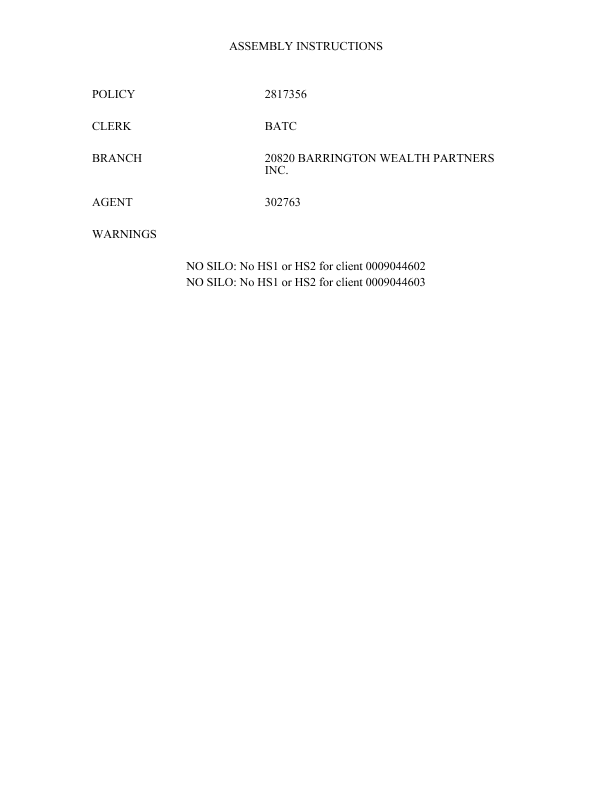 ASSEMBLY INSTRUCTIONS
POLICY 2817356
CLERK BATC
BRANCH 20820 BARRINGTON WEALTH PARTNERS
INC.
AGENT 302763
WARNINGS
NO SILO: No HS1 or HS2 for client 0009044602
NO SILO: No HS1 or HS2 for client 0009044603